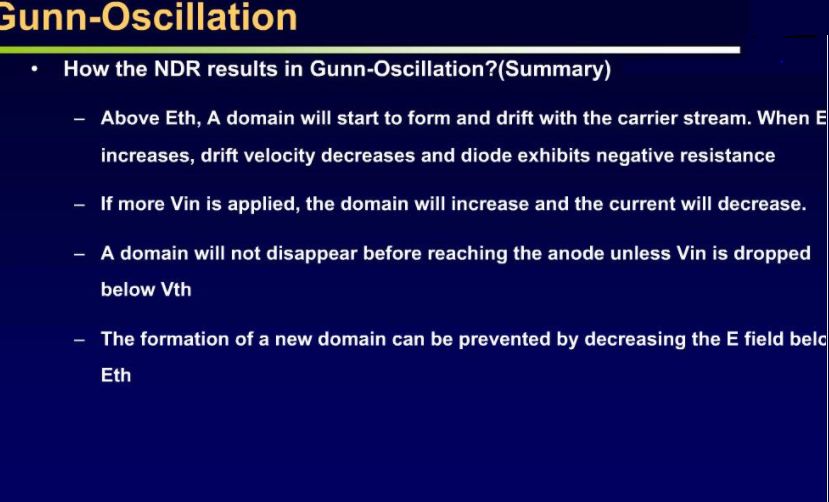 Gunn-Oscillation
• How the NDR results in Gunn-Oscillation?(Summary)
– Above Eth, A domain will start to form and drift with the carrier stream. When E
increases, drift velocity decreases and diode exhibits negative resistance
– If more Vin is applied, the domain will increase and the current will decrease.
– A domain will not disappear before reaching the anode unless Vin is dropped
below Vth
– The formation of a new domain can be prevented by decreasing the E field belo
Eth